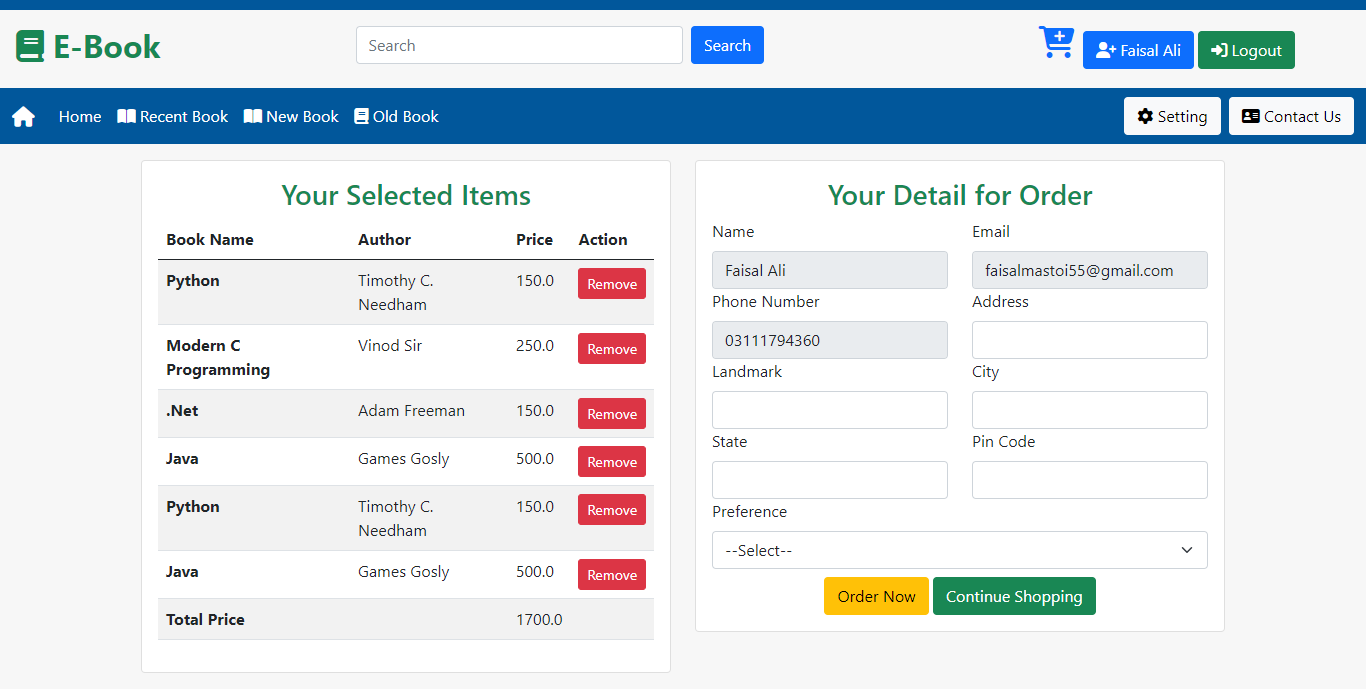 E-Book
Search
Search
Faisal Ali
Logout
Home
Recent Book
New Book
Old Book
Setting
Contact Us
Your Selected Items
Book Name Author Price Action
Python Timothy C. 150.0 Remove
Needham
Modern C Vinod Sir 250.0 Remove
Programming
.Net Adam Freeman 150.0 Remove
Java Games Gosly 500.0 Remove
Python Timothy C. 150.0 Remove
Needham
Java Games Gosly 500.0 Remove
Total Price 1700.0
Your Detail for Order
Name Email
Faisal Ali faisalmastoi55@gmail.com
Phone Number Address
03111794360
Landmark City
State Pin Code
Preference
--Select--
Order Now Continue Shopping